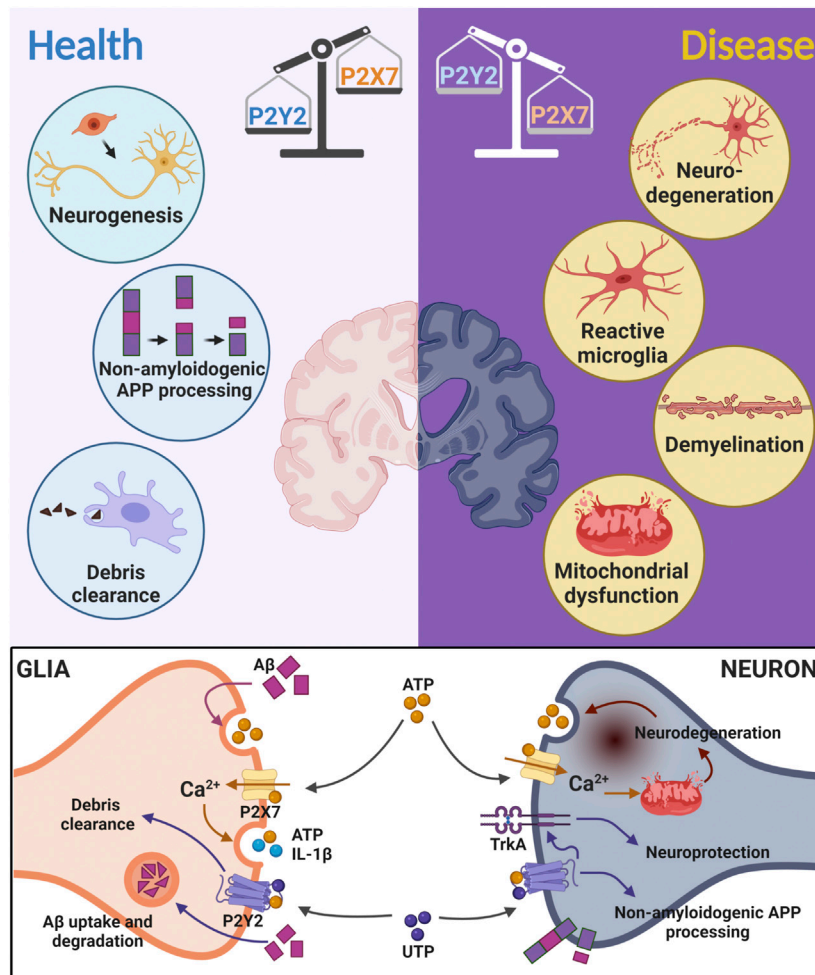 Health
Disease
P2Y2
P2X7
P2Y2
P2X7
Neurogenesis
Non-amyloidogenic
APP processing
Debris
clearance
Neuro-
degeneration
Reactive
microglia
Demyelination
Mitochondrial
dysfunction
GLIA
Aβ
Ca²⁺
P2X7
Debris
clearance
ATP
IL-1β
P2Y2
Aβ uptake and
degradation
ATP
UTP
NEURON
Neurodegeneration
Ca²⁺
TrkA
Neuroprotection
Non-amyloidogenic APP
processing